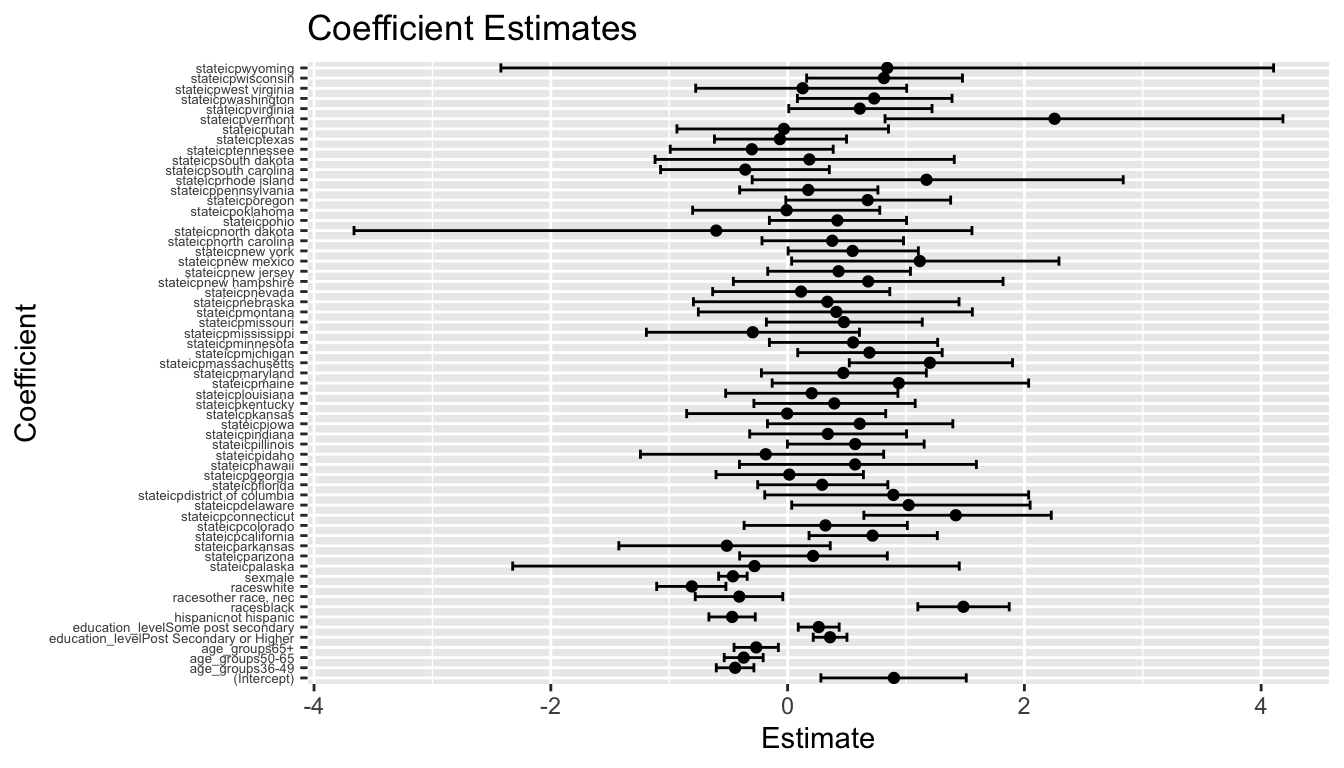 Coefficient Estimates
Coefficient
stateicpwyoming
stateicpwisconsin
stateicpwest virginia
stateicpwashington
stateicpvirginia
stateicpvermont
stateicputah
stateicptexas
stateicptennessee
stateicpsouth dakota
stateicpsouth carolina
stateicprhode island
stateicppennsylvania
stateicporegon
stateicpoklahoma
stateicpohio
stateicpnorth dakota
stateicpnorth carolina
stateicpnew york
stateicpnew mexico
stateicpnew jersey
stateicpnew hampshire
stateicpnevada
stateicpnebraska
stateicpmontana
stateicpmissouri
stateicpmississippi
stateicpminnesota
stateicpmichigan
stateicpmassachusetts
stateicpmaryland
stateicpmaine
stateicplouisiana
stateicpkentucky
stateicpkansas
stateicpiowa
stateicpindiana
stateicpillinois
stateicpidaho
stateicphawaii
stateicpgeorgia
stateicpflorida
stateicpdistrict of columbia
stateicpdelaware
stateicpconnecticut
stateicpcolorado
stateicpcalifornia
stateicparkansas
stateicparizona
stateicpalaska
sexmale
raceswhite
racesother race, nec
racesblack
hispanicnot hispanic
education_levelSome post secondary
education_levelPost Secondary or Higher
age_groups65+
age_groups50-65
age_groups36-49
(Intercept)
-4 -2 0 2 4
Estimate